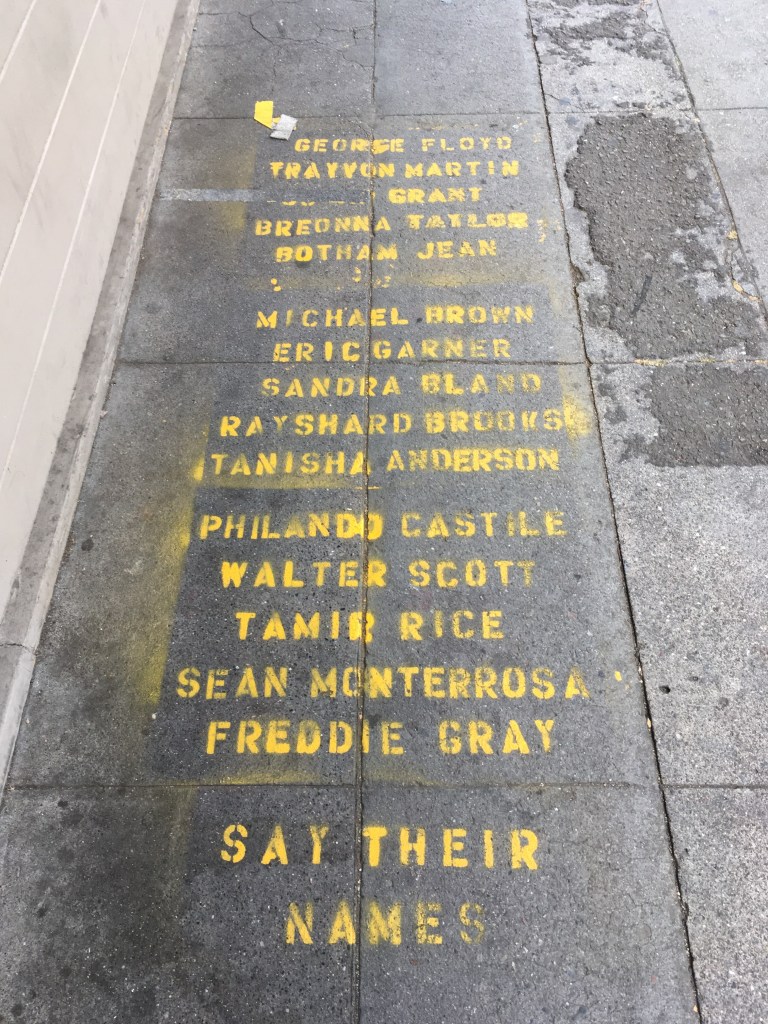 GEORGE FLOYD
TRAYVON MARTIN
GRANT
BREONNA TAYLOR
BOTHAM JEAN
MICHAEL BROWN
ERIC GARNER
SANDRA BLAND
RAYSHARD BROOKS
TANISHA ANDERSON
PHILANDO CASTILE
WALTER SCOTT
TAMIR RICE
SEAN MONTERROSA
FREDDIE GRAY
SAY THEIR
NAMES